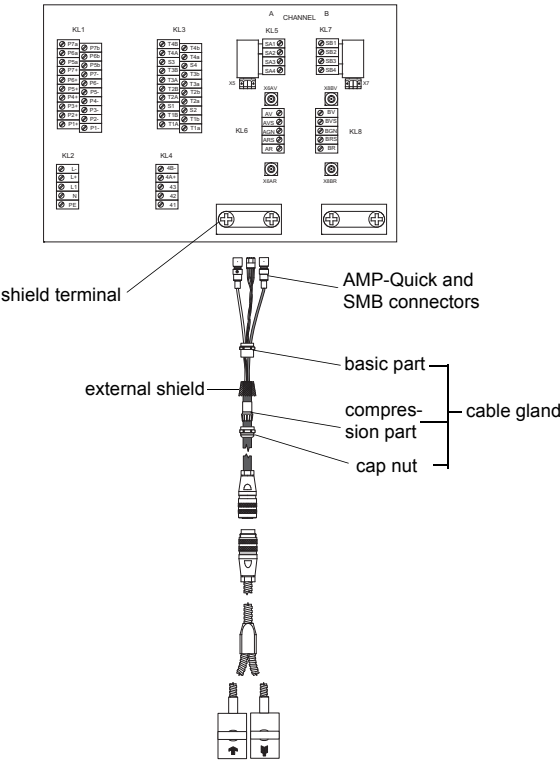 A CHANNEL B
KL1
KL3
KL5
KL7
P7a
P6a
P5a
P7+
P6+
P5+
P4+
P3+
P2+
P1+
P7b
P6b
P5b
P7-
P6-
P5-
P4-
P3-
P2-
P1-
T4B
T4A
S3
T3B
T3A
T2B
T2A
S1
T1B
T1A
T4b
T4a
S4
T3b
T3a
T2b
T2a
S2
T1b
T1a
SA1
SA2
SA3
SA4
SB1
SB2
SB3
SB4
X5
X7
X6AV
X8BV
KL6
AV
AVS
AGN
ARS
AR
BV
BVS
BGN
BRS
BR
KL8
X6AR
X8BR
KL2
L-
L+
L1
N
PE
KL4
4B-
4A+
43
42
41
shield terminal
AMP-Quick and
SMB connectors
basic part
external shield
compres-
sion part
cable gland
cap nut